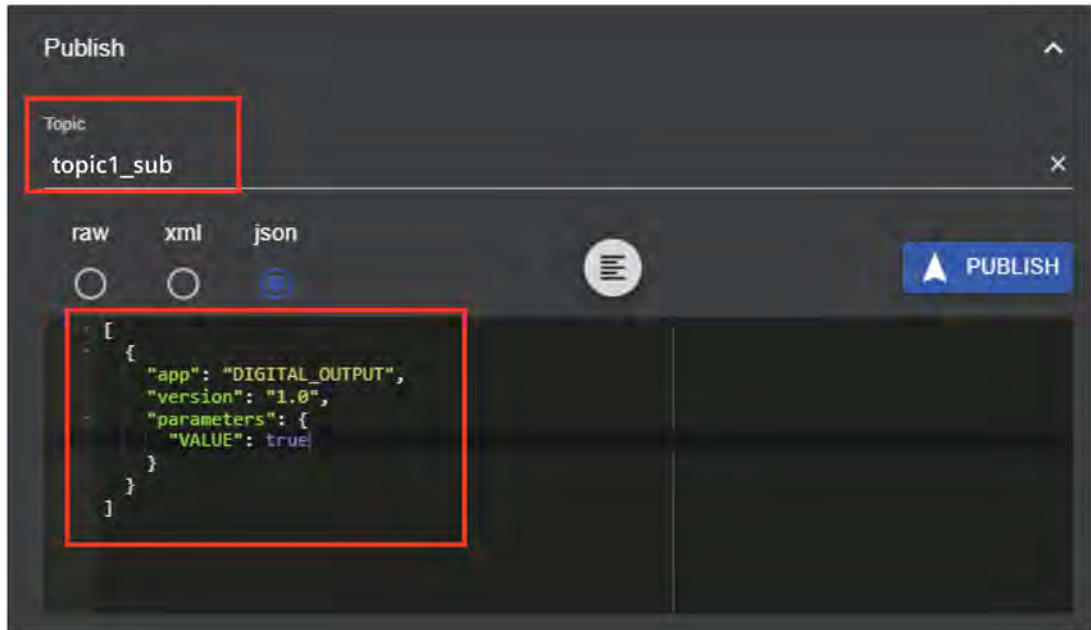 Publish
Topic
topic1_sub
raw xml json
PUBLISH
[
{
"app": "DIGITAL_OUTPUT",
"version": "1.0",
"parameters": {
"VALUE": true
}
}
]